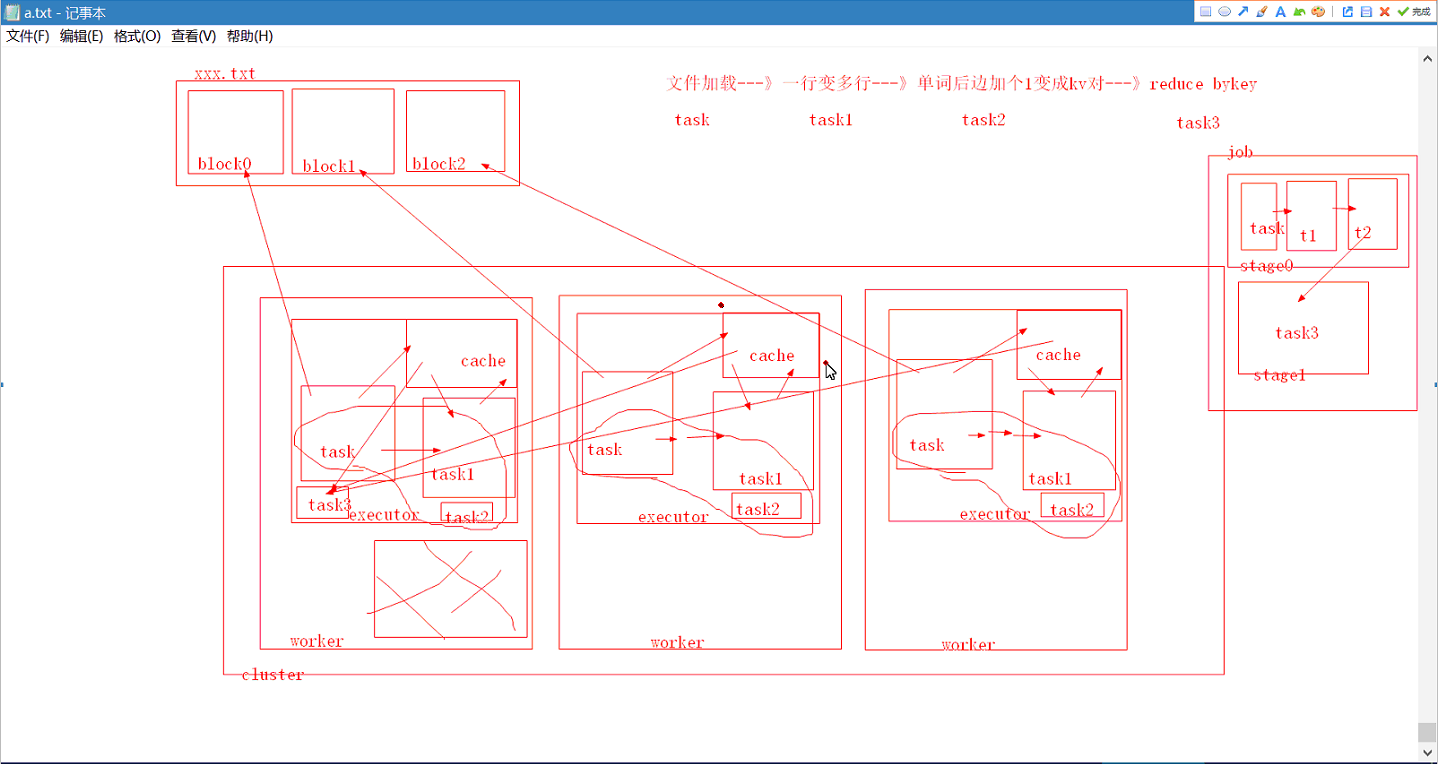 a.txt - 记事本
完成
文件(F) 编辑(E) 格式(O) 查看(V) 帮助(H)
xxx.txt
block0 block1 block2
文件加载---》一行变多行---》单词后边加个1变成kv对---》reduce bykey
task task1 task2 task3
job
task t1 t2
stage0
task3
stage1
cache cache cache
task task1 task task1 task task1
task3 executor task2 executor task2 executor task2
worker worker worker
cluster